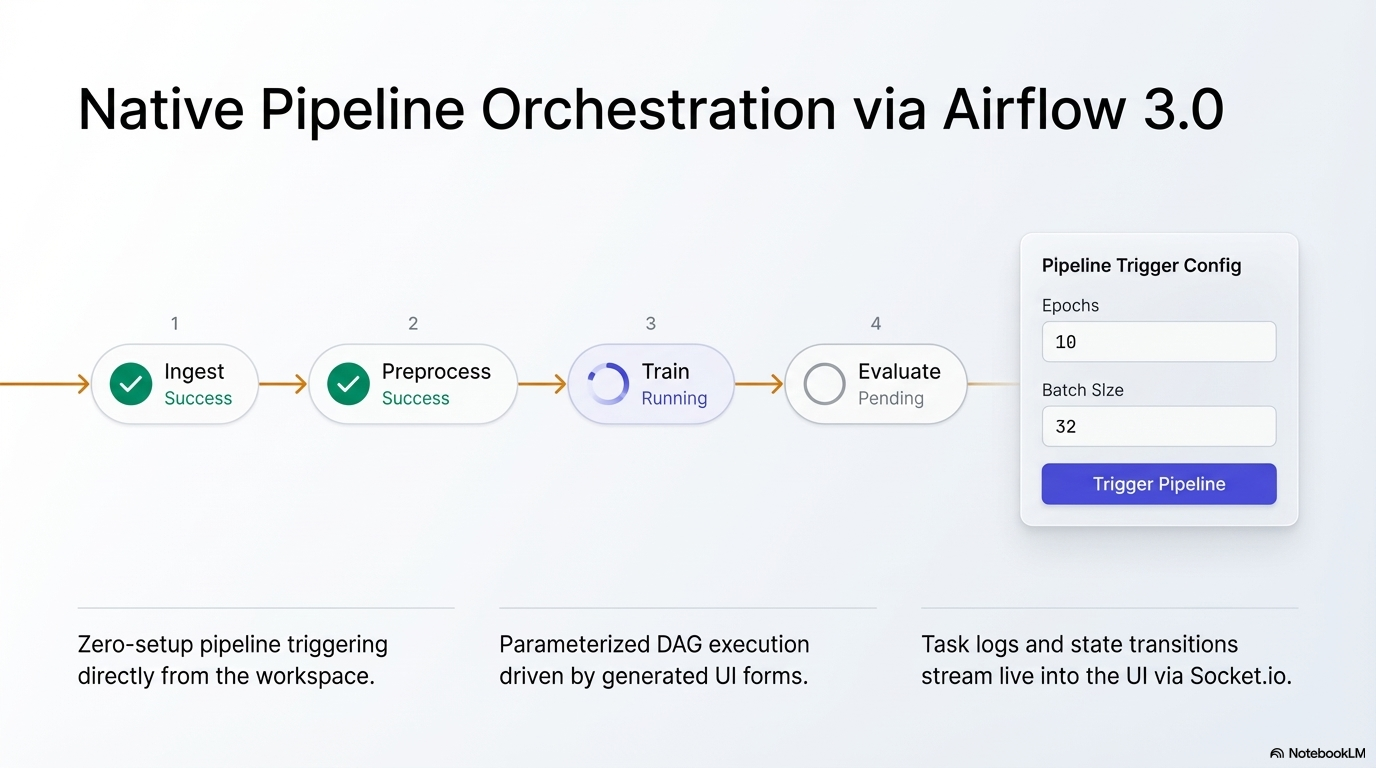 Native Pipeline Orchestration via Airflow 3.0
1
Ingest
Success
2
Preprocess
Success
3
Train
Running
4
Evaluate
Pending
Pipeline Trigger Config
Epochs
10
Batch SIze
32
Trigger Pipeline
Zero-setup pipeline triggering
directly from the workspace.
Parameterized DAG execution
driven by generated UI forms.
Task logs and state transitions
stream live into the UI via Socket.io.
NotebookLM